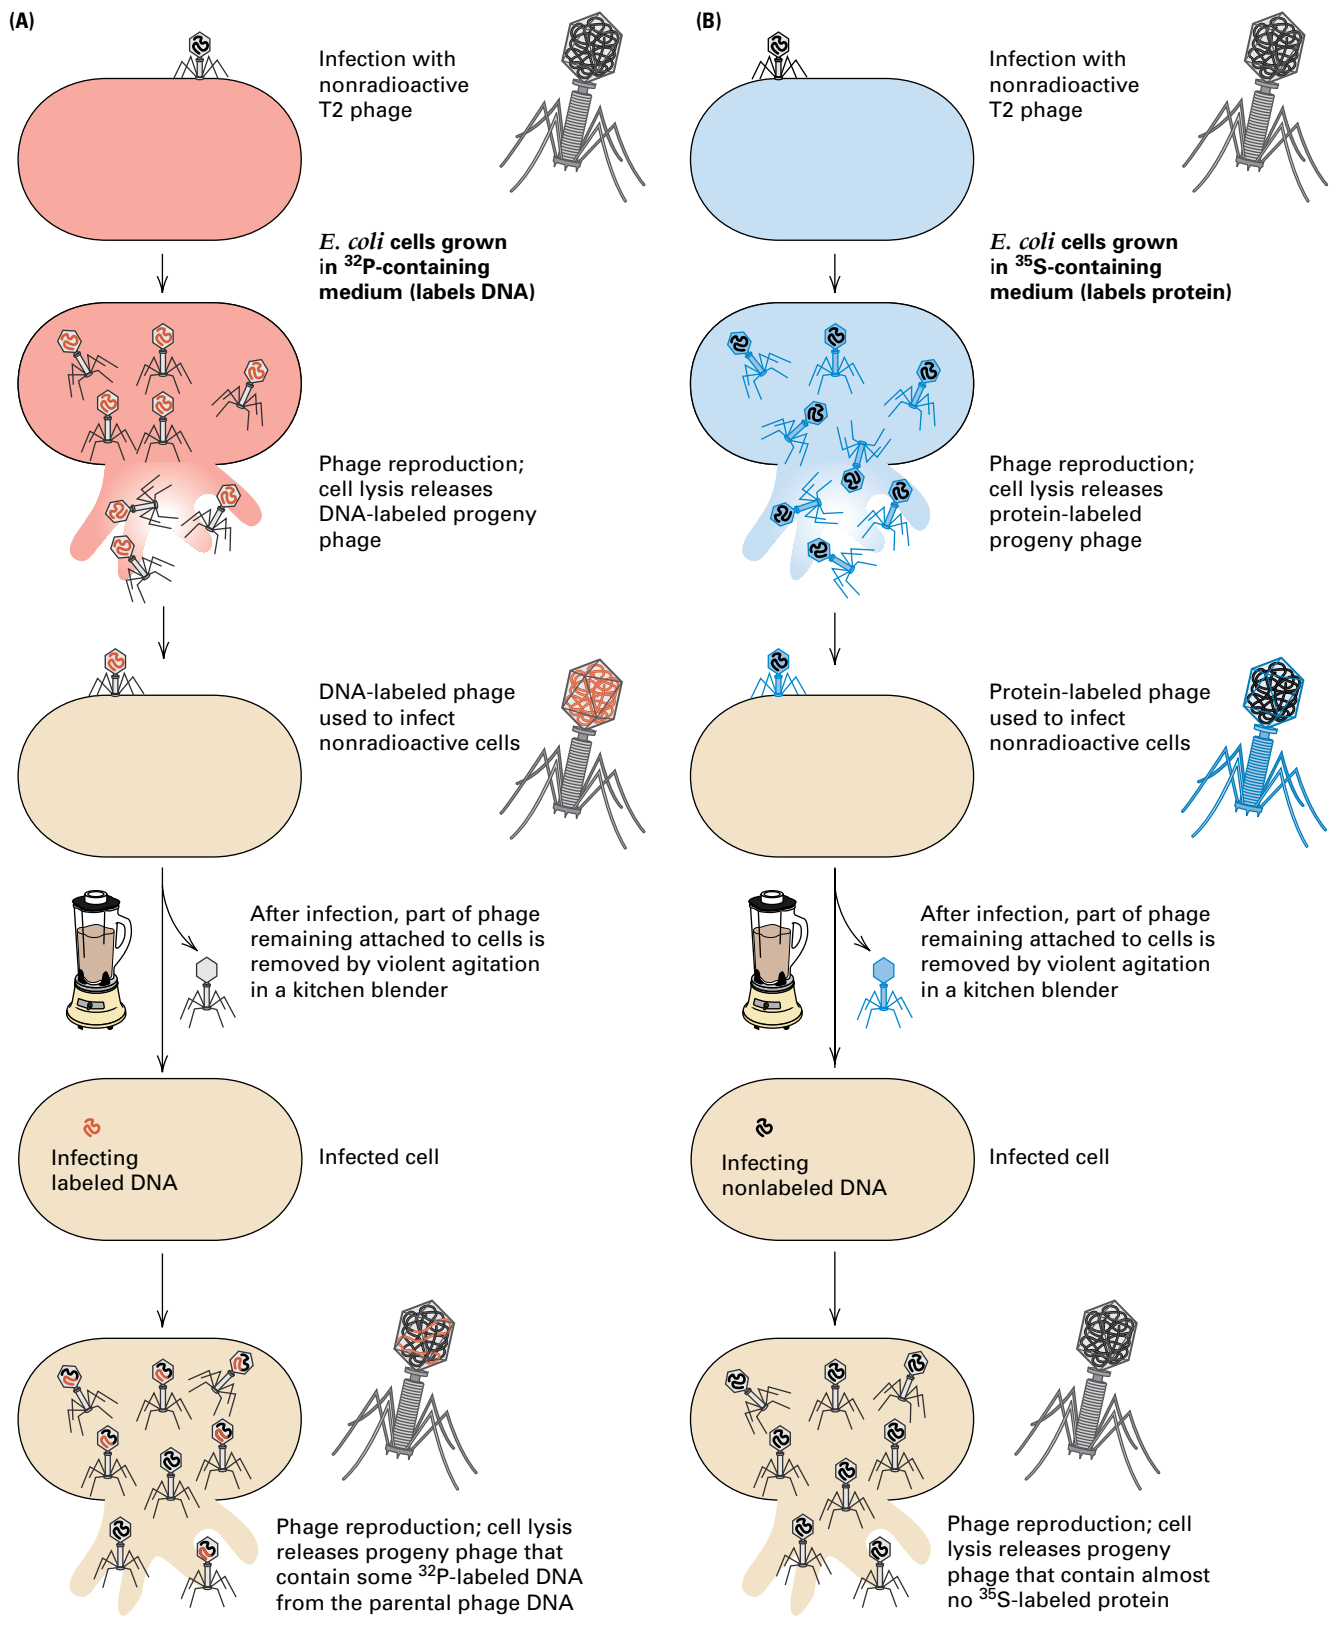 (A)
Infection with
nonradioactive
T2 phage
E. coli cells grown
in ³²P-containing
medium (labels DNA)
Phage reproduction;
cell lysis releases
DNA-labeled progeny
phage
DNA-labeled phage
used to infect
nonradioactive cells
After infection, part of phage
remaining attached to cells is
removed by violent agitation
in a kitchen blender
Infecting
labeled DNA
Infected cell
Phage reproduction; cell lysis
releases progeny phage that
contain some ³²P-labeled DNA
from the parental phage DNA
(B)
Infection with
nonradioactive
T2 phage
E. coli cells grown
in ³⁵S-containing
medium (labels protein)
Phage reproduction;
cell lysis releases
protein-labeled
progeny phage
Protein-labeled phage
used to infect
nonradioactive cells
After infection, part of phage
remaining attached to cells is
removed by violent agitation
in a kitchen blender
Infecting
nonlabeled DNA
Infected cell
Phage reproduction; cell
lysis releases progeny
phage that contain almost
no ³⁵S-labeled protein